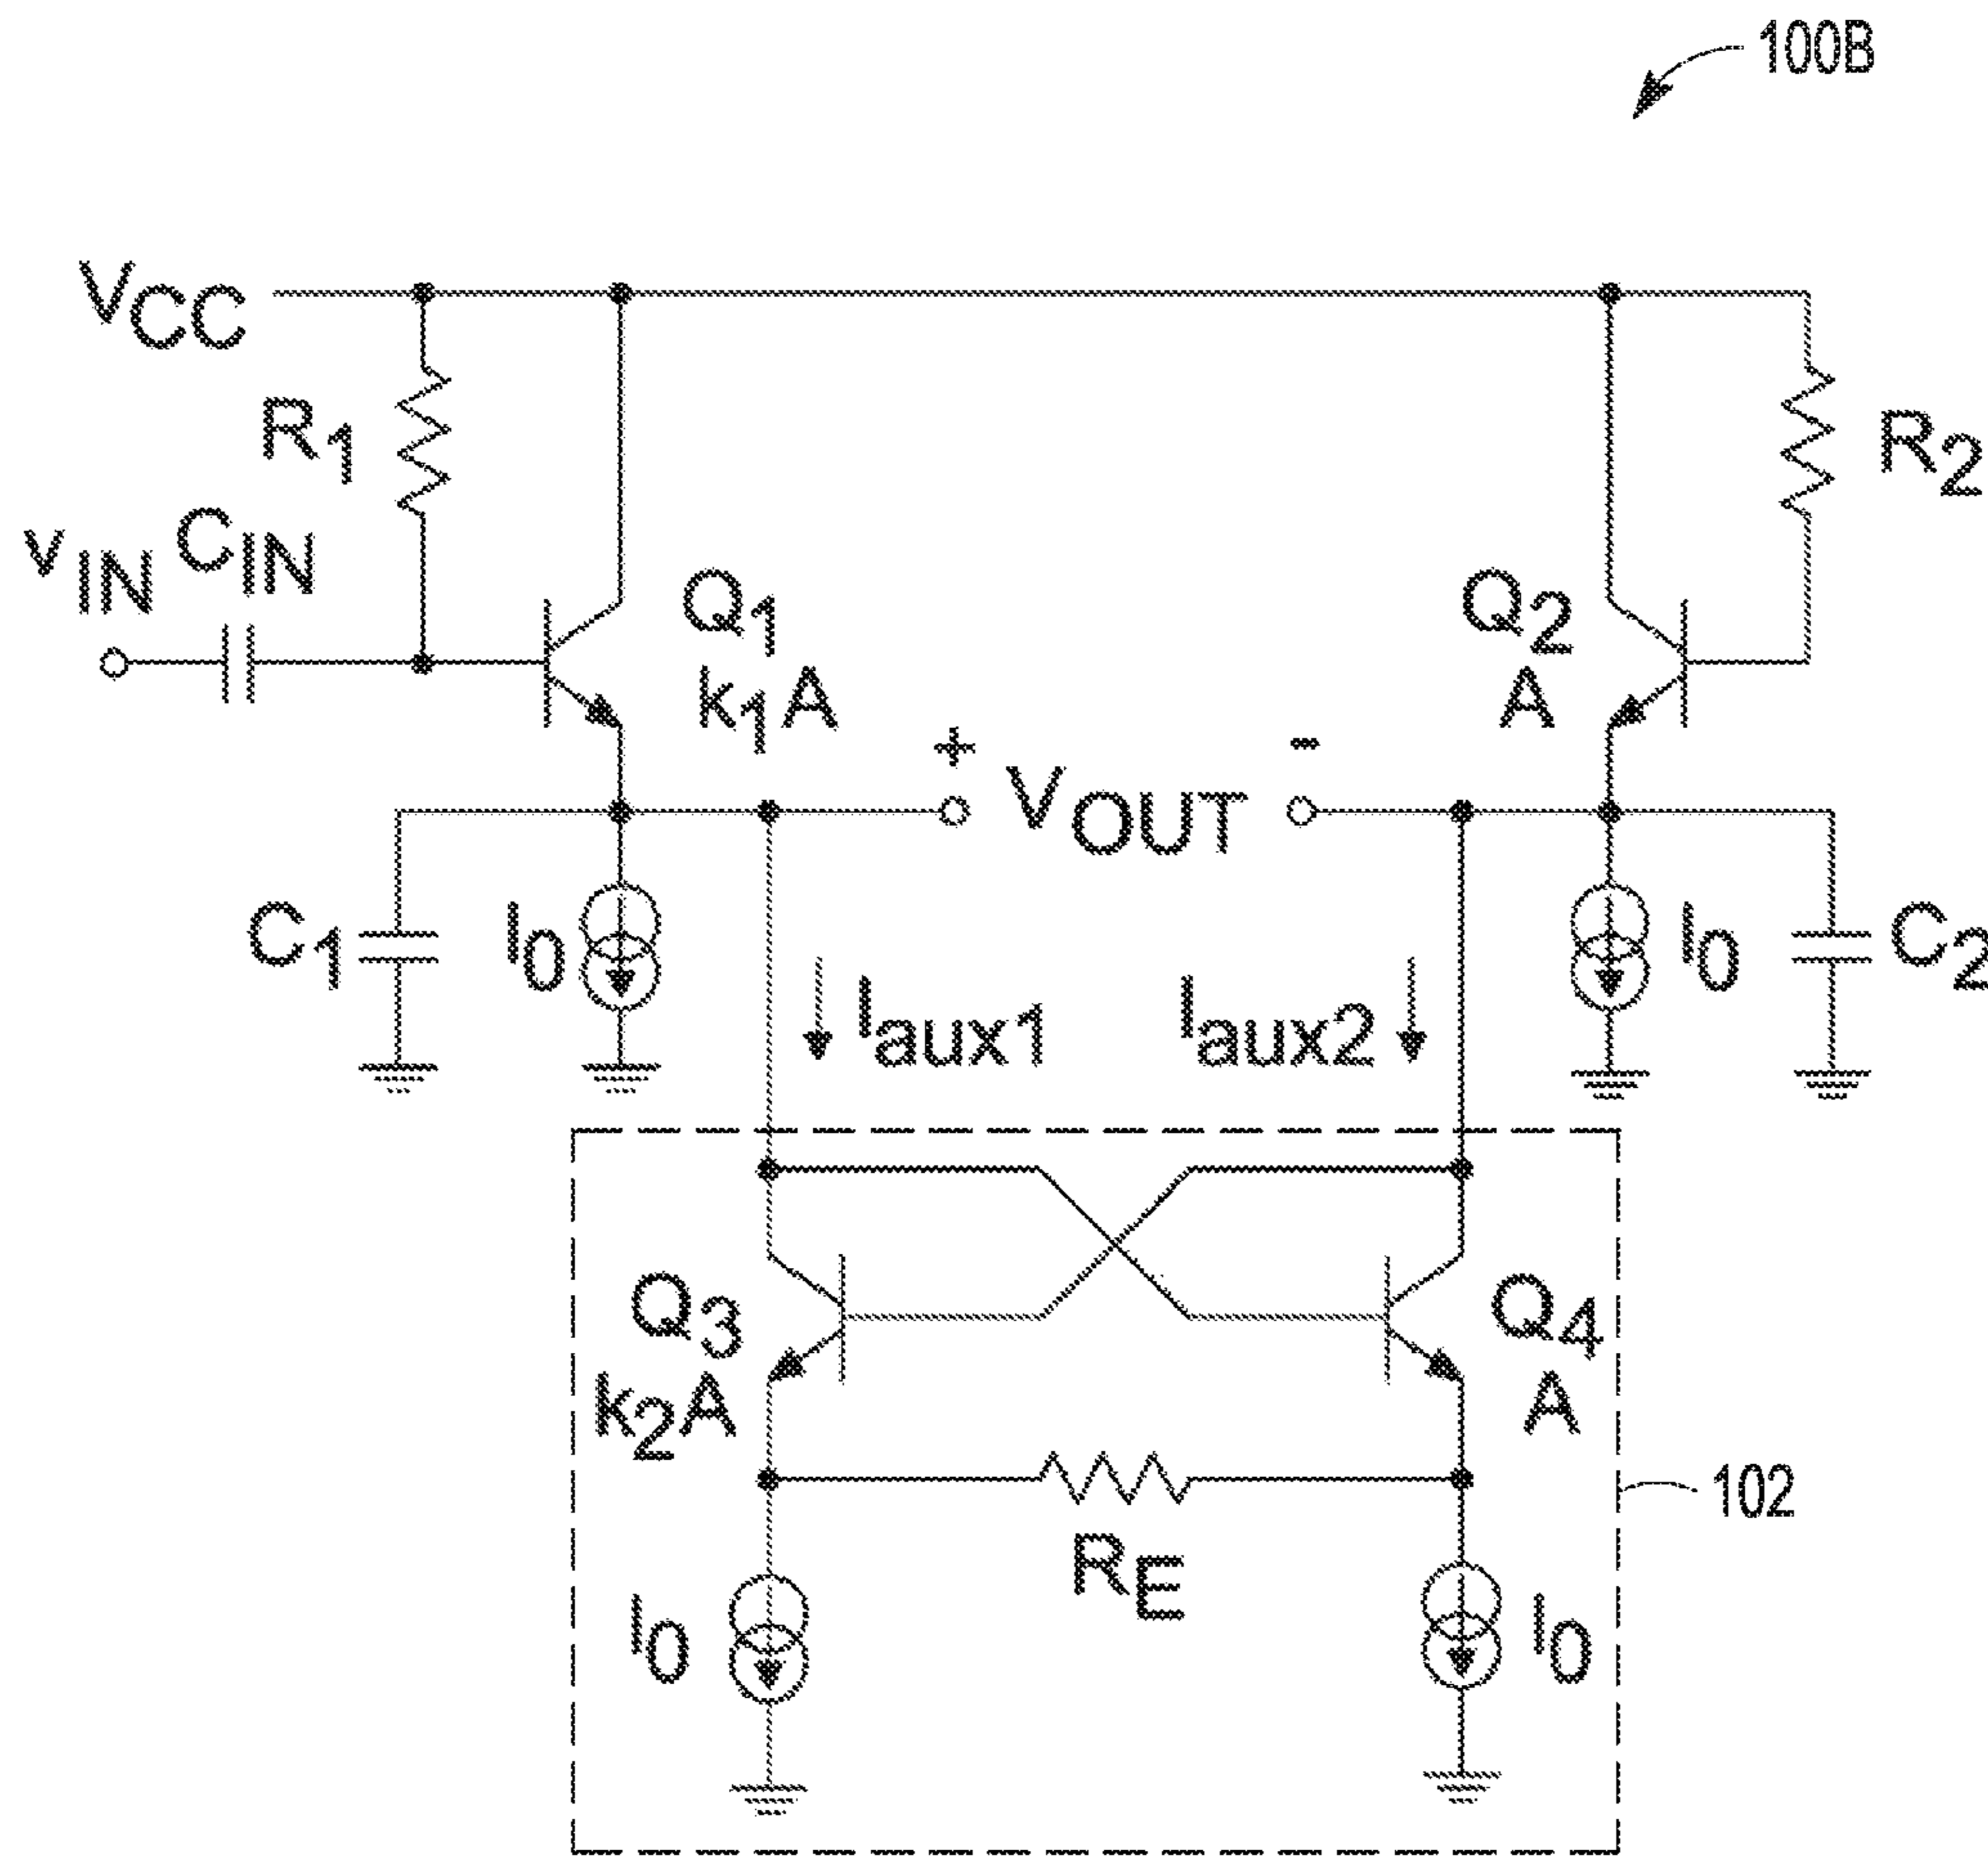 100B
VCC
R1
R2
vIN CIN
Q1
k1A
Q2
A
+ VOUT -
C1
I0
Iaux1
Iaux2
I0
C2
Q3
k2A
Q4
A
RE
102
I0
I0